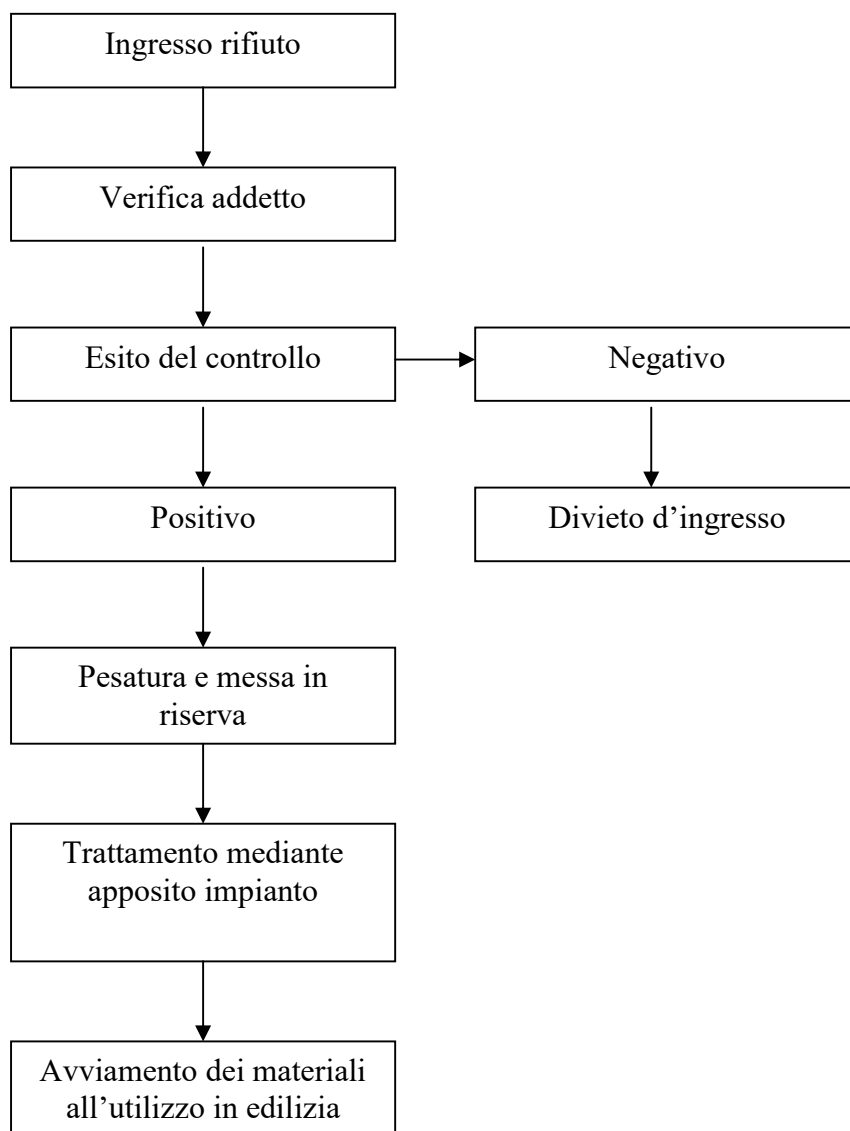 Ingresso rifiuto
Verifica addetto
Esito del controllo
Negativo
Positivo
Divieto d’ingresso
Pesatura e messa in
riserva
Trattamento mediante
apposito impianto
Avviamento dei materiali
all’utilizzo in edilizia